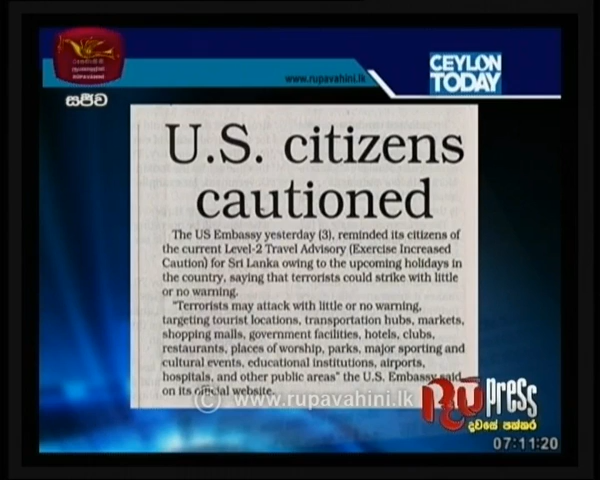 www.rupavahini.lk
CEYLON
TODAY
සජීව
U.S. citizens
cautioned
The US Embassy yesterday (3), reminded its citizens of
the current Level-2 Travel Advisory (Exercise Increased
Caution) for Sri Lanka owing to the upcoming holidays in
the country, saying that terrorists could strike with little
or no warning.
"Terrorists may attack with little or no warning,
targeting tourist locations, transportation hubs, markets,
shopping malls, government facilities, hotels, clubs,
restaurants, places of worship, parks, major sporting and
cultural events, educational institutions, airports,
hospitals, and other public areas" the U.S. Embassy said
on its official website.
© www.rupavahini.lk
Press
දවසේ පත්තර
07:11:20